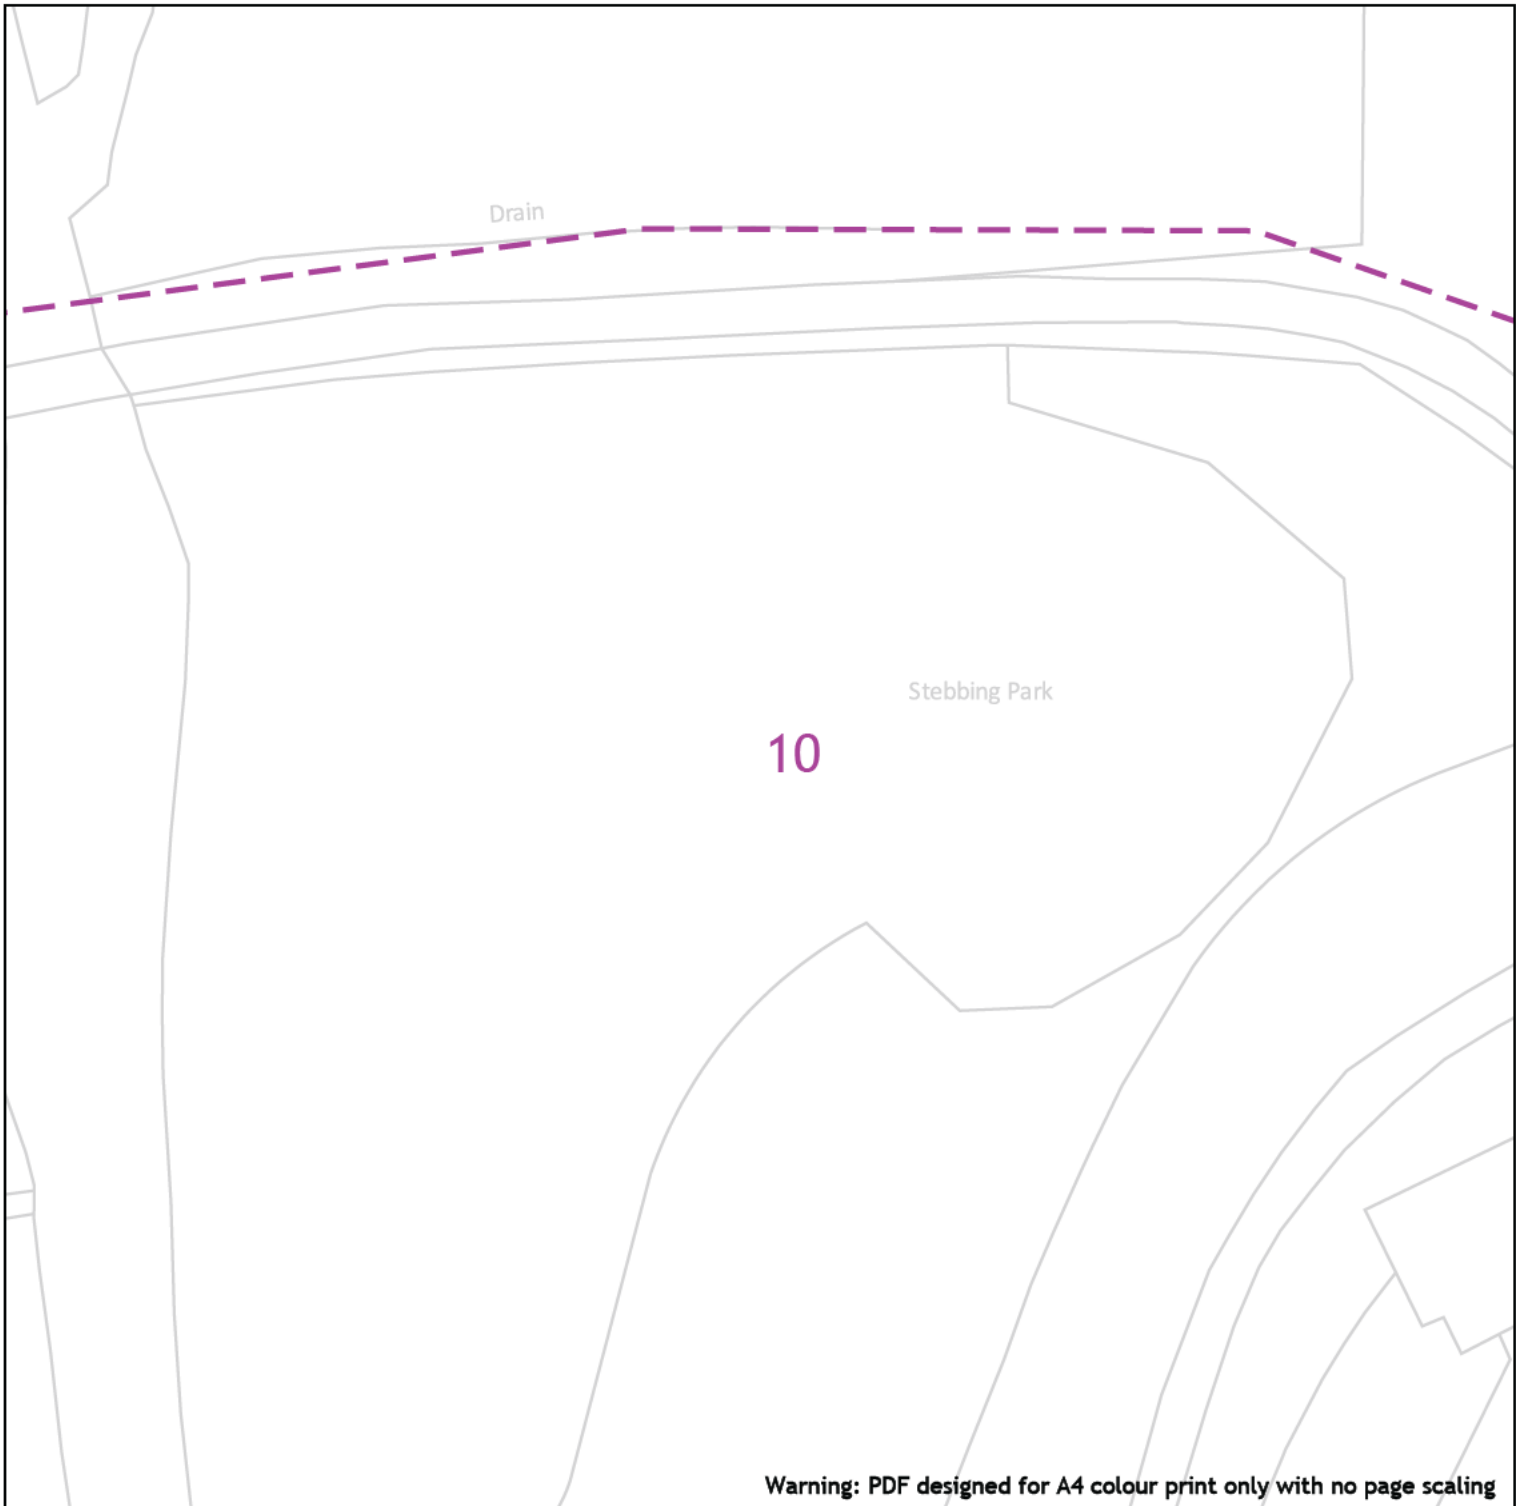 Drain
Stebbing Park
10
Warning: PDF designed for A4 colour print only with no page scaling